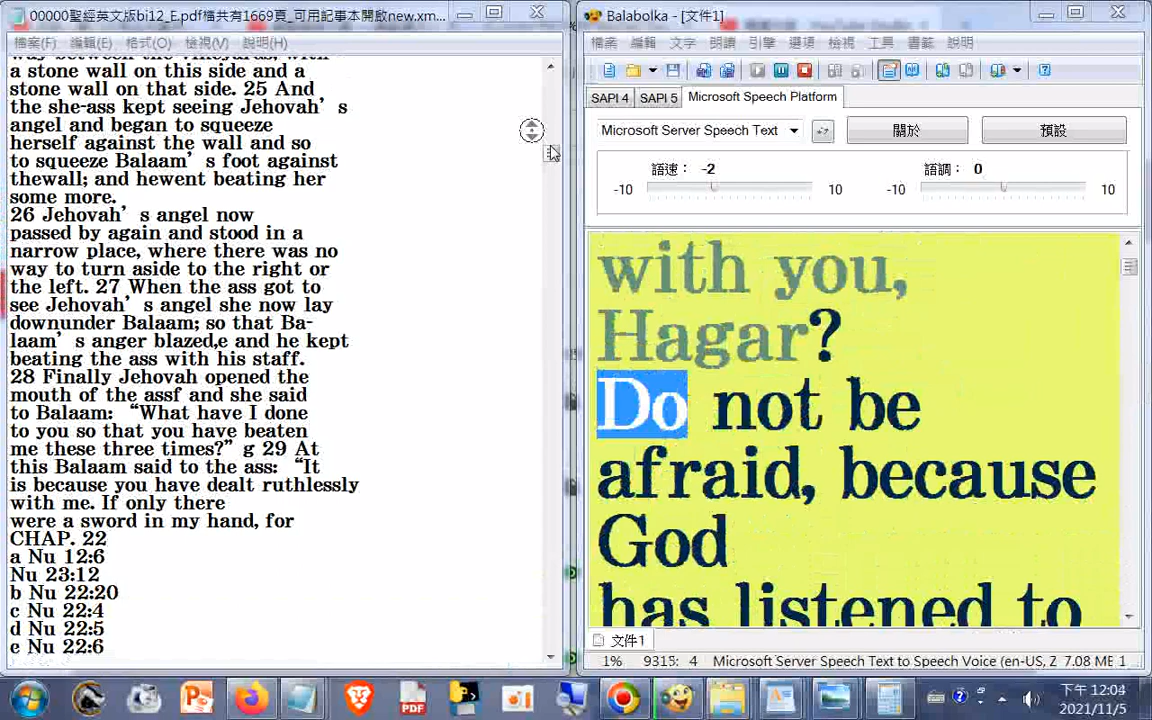 00000聖經英文版bi12_E.pdf檔共有1669頁_可用記事本開啟new.xm...
檔案(F) 編輯(E) 格式(O) 檢視(V) 說明(H)
way between the vineyards, with
a stone wall on this side and a
stone wall on that side. 25 And
the she-ass kept seeing Jehovah’s
angel and began to squeeze
herself against the wall and so
to squeeze Balaam’s foot against
thewall; and hewent beating her
some more.
26 Jehovah’s angel now
passed by again and stood in a
narrow place, where there was no
way to turn aside to the right or
the left. 27 When the ass got to
see Jehovah’s angel she now lay
downunder Balaam; so that Ba-
laam’s anger blazed,e and he kept
beating the ass with his staff.
28 Finally Jehovah opened the
mouth of the assf and she said
to Balaam: “What have I done
to you so that you have beaten
me these three times?” g 29 At
this Balaam said to the ass: “It
is because you have dealt ruthlessly
with me. If only there
were a sword in my hand, for
CHAP. 22
a Nu 12:6
Nu 23:12
b Nu 22:20
c Nu 22:4
d Nu 22:5
e Nu 22:6
Balabolka - [文件1]
檔案 編輯 文字 朗讀 引擎 選項 檢視 工具 書籤 說明
SAPI 4 SAPI 5 Microsoft Speech Platform
Microsoft Server Speech Text 關於 預設
語速: -2 語調: 0
-10 10 -10 10
with you,
Hagar?
Do not be
afraid, because
God
has listened to
文件1
1% 9315: 4 Microsoft Server Speech Text to Speech Voice (en-US, Z 7.08 MB 1
PDF
下午 12:04
2021/11/5